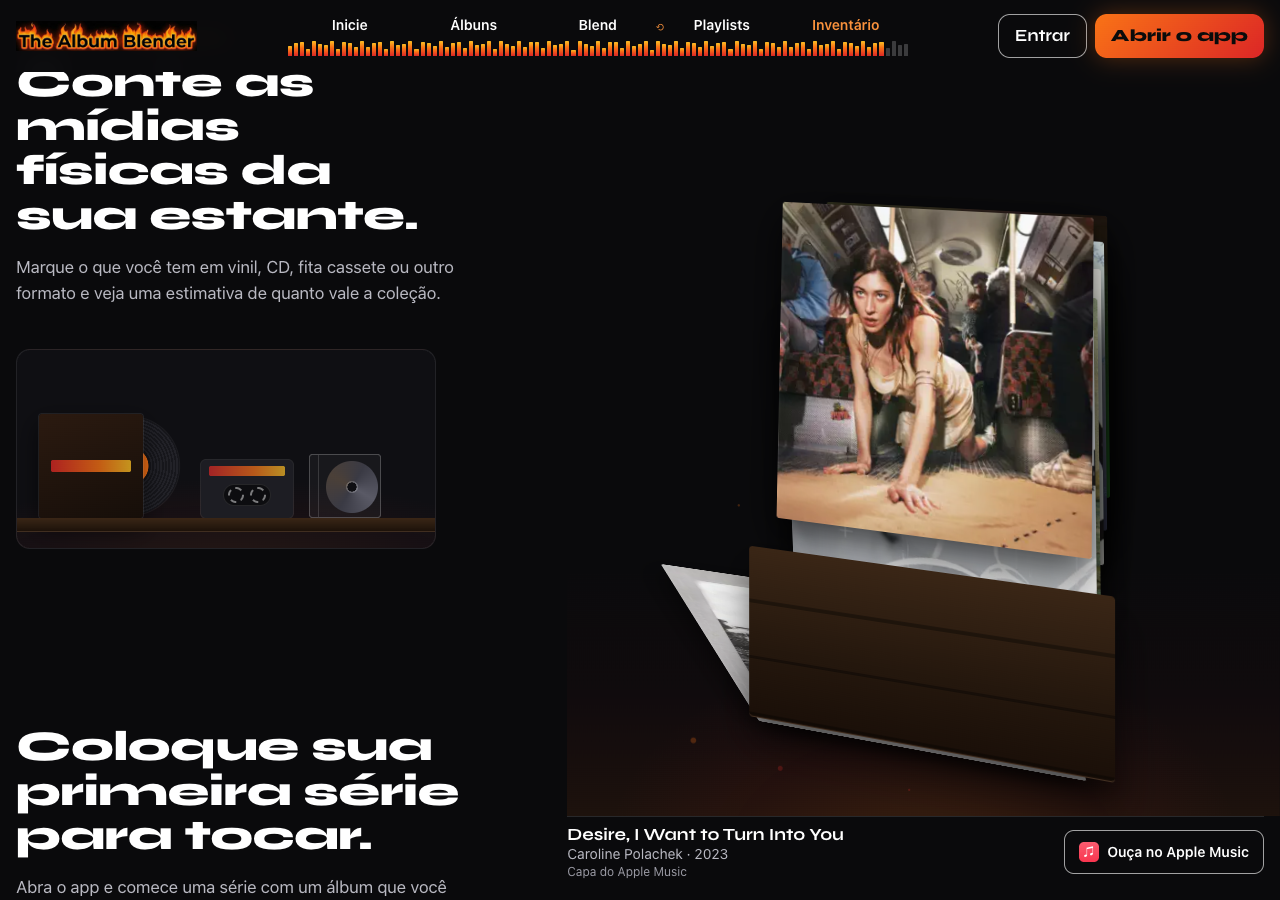 The Album Blender
Inicie
Álbuns
Blend
Playlists
Inventário
Entrar
Abrir o app
Conte as
mídias
físicas da
sua estante.
Marque o que você tem em vinil, CD, fita cassete ou outro
formato e veja uma estimativa de quanto vale a coleção.
Coloque sua
primeira série
para tocar.
Abra o app e comece uma série com um álbum que você
Desire, I Want to Turn Into You
Caroline Polachek · 2023
Capa do Apple Music
Ouça no Apple Music